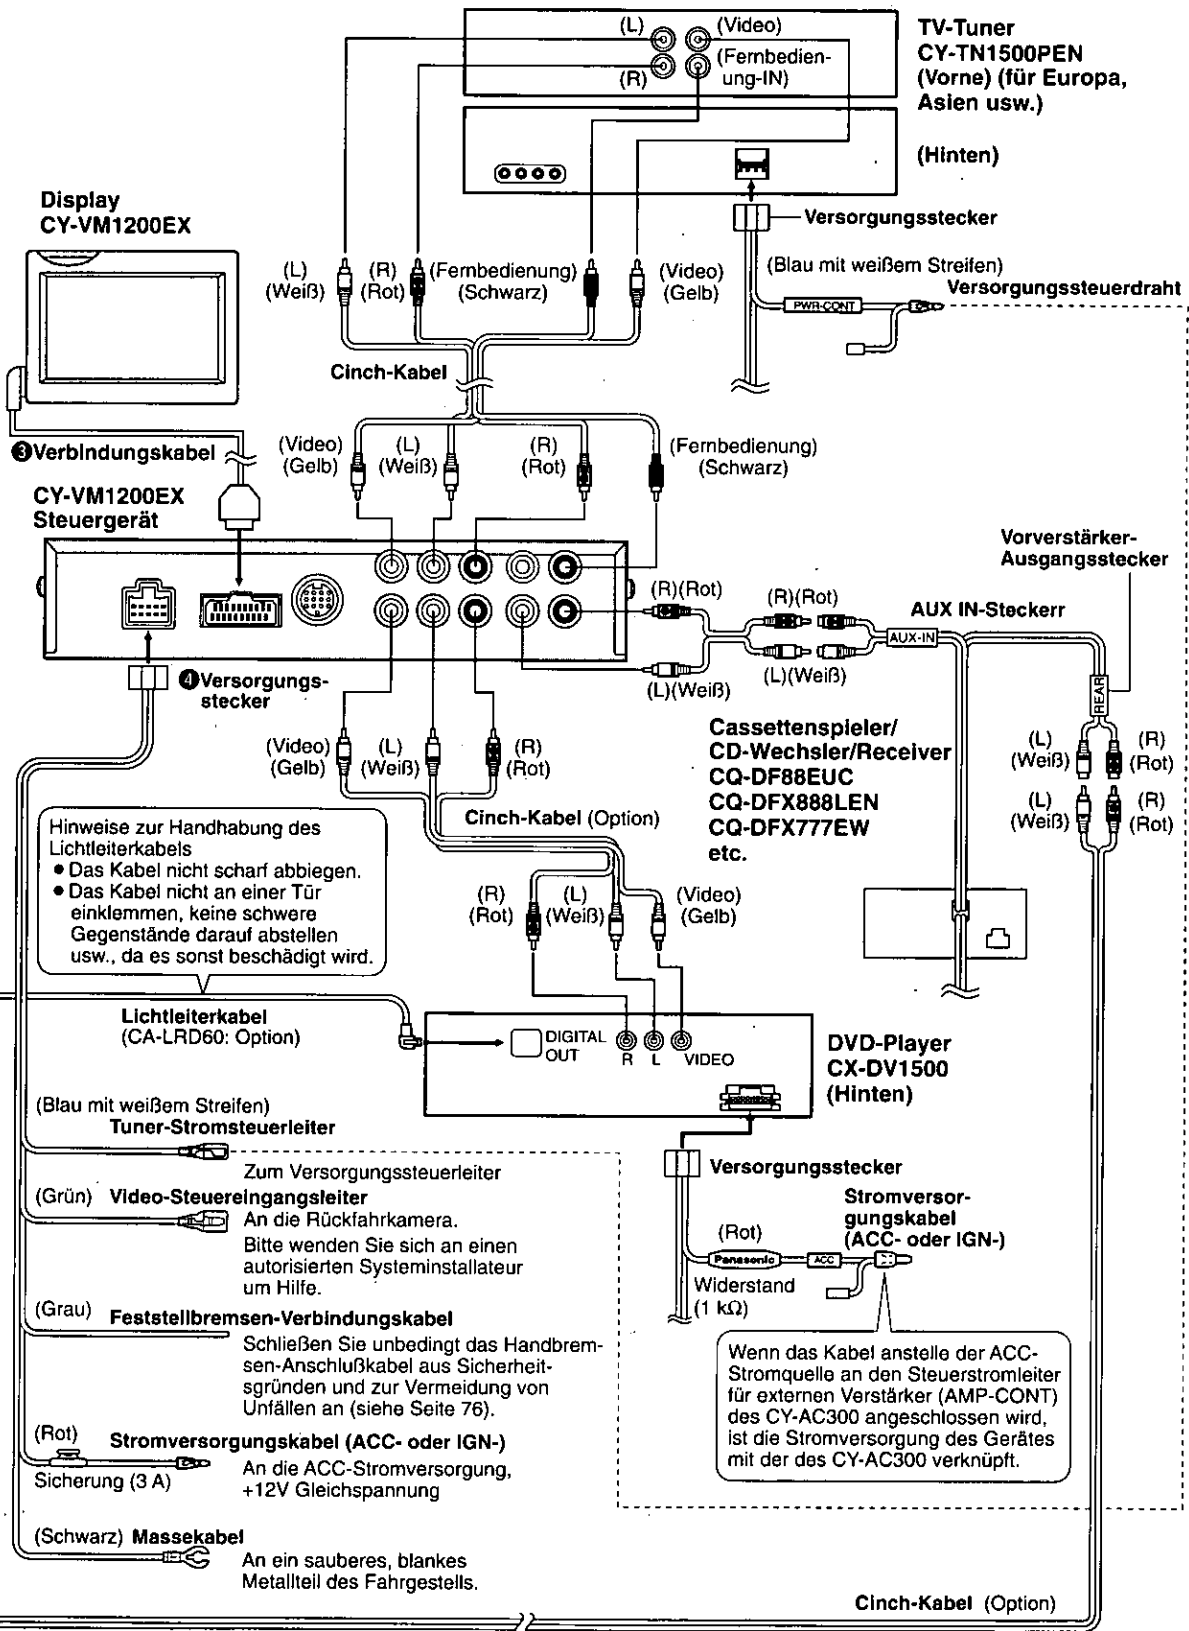 (L)
(Video)
(R)
(Fernbedien-
ung-IN)
TV-Tuner
CY-TN1500PEN
(Vorne) (für Europa,
Asien usw.)
(Hinten)
Display
CY-VM1200EX
Versorgungsstecker
(L)
(Weiß)
(R)
(Rot)
(Fernbedienung)
(Schwarz)
(Video)
(Gelb)
(Blau mit weißem Streifen)
Versorgungssteuerdraht
PWR-CONT
Cinch-Kabel
❸Verbindungskabel
(Video)
(Gelb)
(L)
(Weiß)
(R)
(Rot)
(Fernbedienung)
(Schwarz)
CY-VM1200EX
Steuergerät
Vorverstärker-
Ausgangsstecker
(R)(Rot)
(R)(Rot)
AUX IN-Steckerr
AUX-IN
(L)(Weiß)
(L)(Weiß)
REAR
❹Versorgungs-
stecker
(Video)
(Gelb)
(L)
(Weiß)
(R)
(Rot)
Cassettenspieler/
CD-Wechsler/Receiver
CQ-DF88EUC
CQ-DFX888LEN
CQ-DFX777EW
etc.
(L)
(Weiß)
(R)
(Rot)
(L)
(Weiß)
(R)
(Rot)
Cinch-Kabel (Option)
Hinweise zur Handhabung des
Lichtleiterkabels
● Das Kabel nicht scharf abbiegen.
● Das Kabel nicht an einer Tür
einklemmen, keine schwere
Gegenstände darauf abstellen
usw., da es sonst beschädigt wird.
(R)
(Rot)
(L)
(Weiß)
(Video)
(Gelb)
Lichtleiterkabel
(CA-LRD60: Option)
DIGITAL
OUT
R
L
VIDEO
DVD-Player
CX-DV1500
(Hinten)
(Blau mit weißem Streifen)
Tuner-Stromsteuerleiter
Zum Versorgungssteuerleiter
Versorgungsstecker
(Grün) Video-Steuereingangsleiter
An die Rückfahrkamera.
Bitte wenden Sie sich an einen
autorisierten Systeminstallateur
um Hilfe.
Stromversor-
gungskabel
(ACC- oder IGN-)
(Rot)
Panasonic
ACC
Widerstand
(1 kΩ)
(Grau) Feststellbremsen-Verbindungskabel
Schließen Sie unbedingt das Handbrem-
sen-Anschlußkabel aus Sicherheit-
sgründen und zur Vermeidung von
Unfällen an (siehe Seite 76).
Wenn das Kabel anstelle der ACC-
Stromquelle an den Steuerstromleiter
für externen Verstärker (AMP-CONT)
des CY-AC300 angeschlossen wird,
ist die Stromversorgung des Gerätes
mit der des CY-AC300 verknüpft.
(Rot)
Stromversorgungskabel (ACC- oder IGN-)
Sicherung (3 A)
An die ACC-Stromversorgung,
+12V Gleichspannung
(Schwarz) Massekabel
An ein sauberes, blankes
Metallteil des Fahrgestells.
Cinch-Kabel (Option)